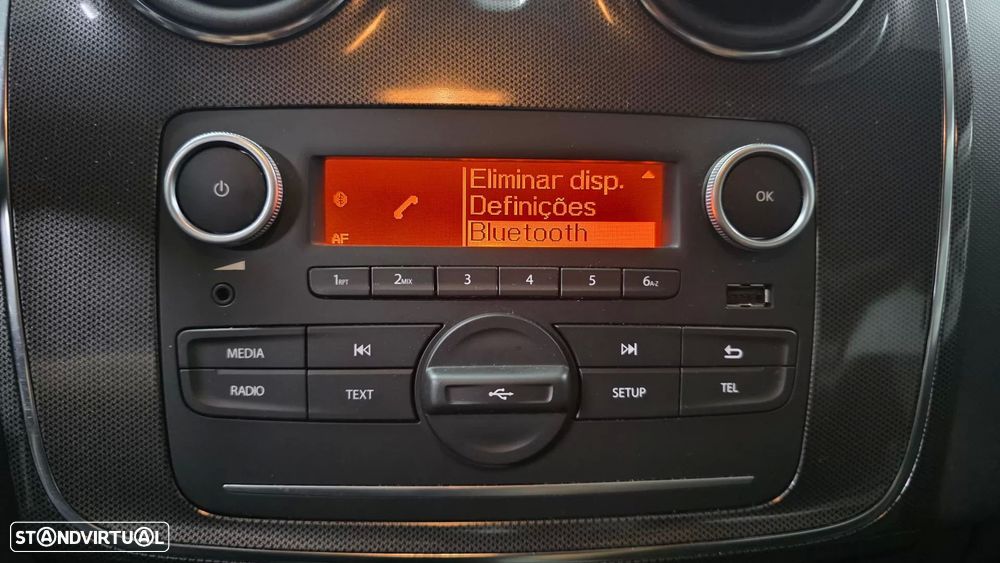 Eliminar disp.
Definições
AF
Bluetooth
OK
1RPT 2MIX 3 4 5 6A-Z
MEDIA
RADIO TEXT SETUP TEL
STANDVIRTUAL